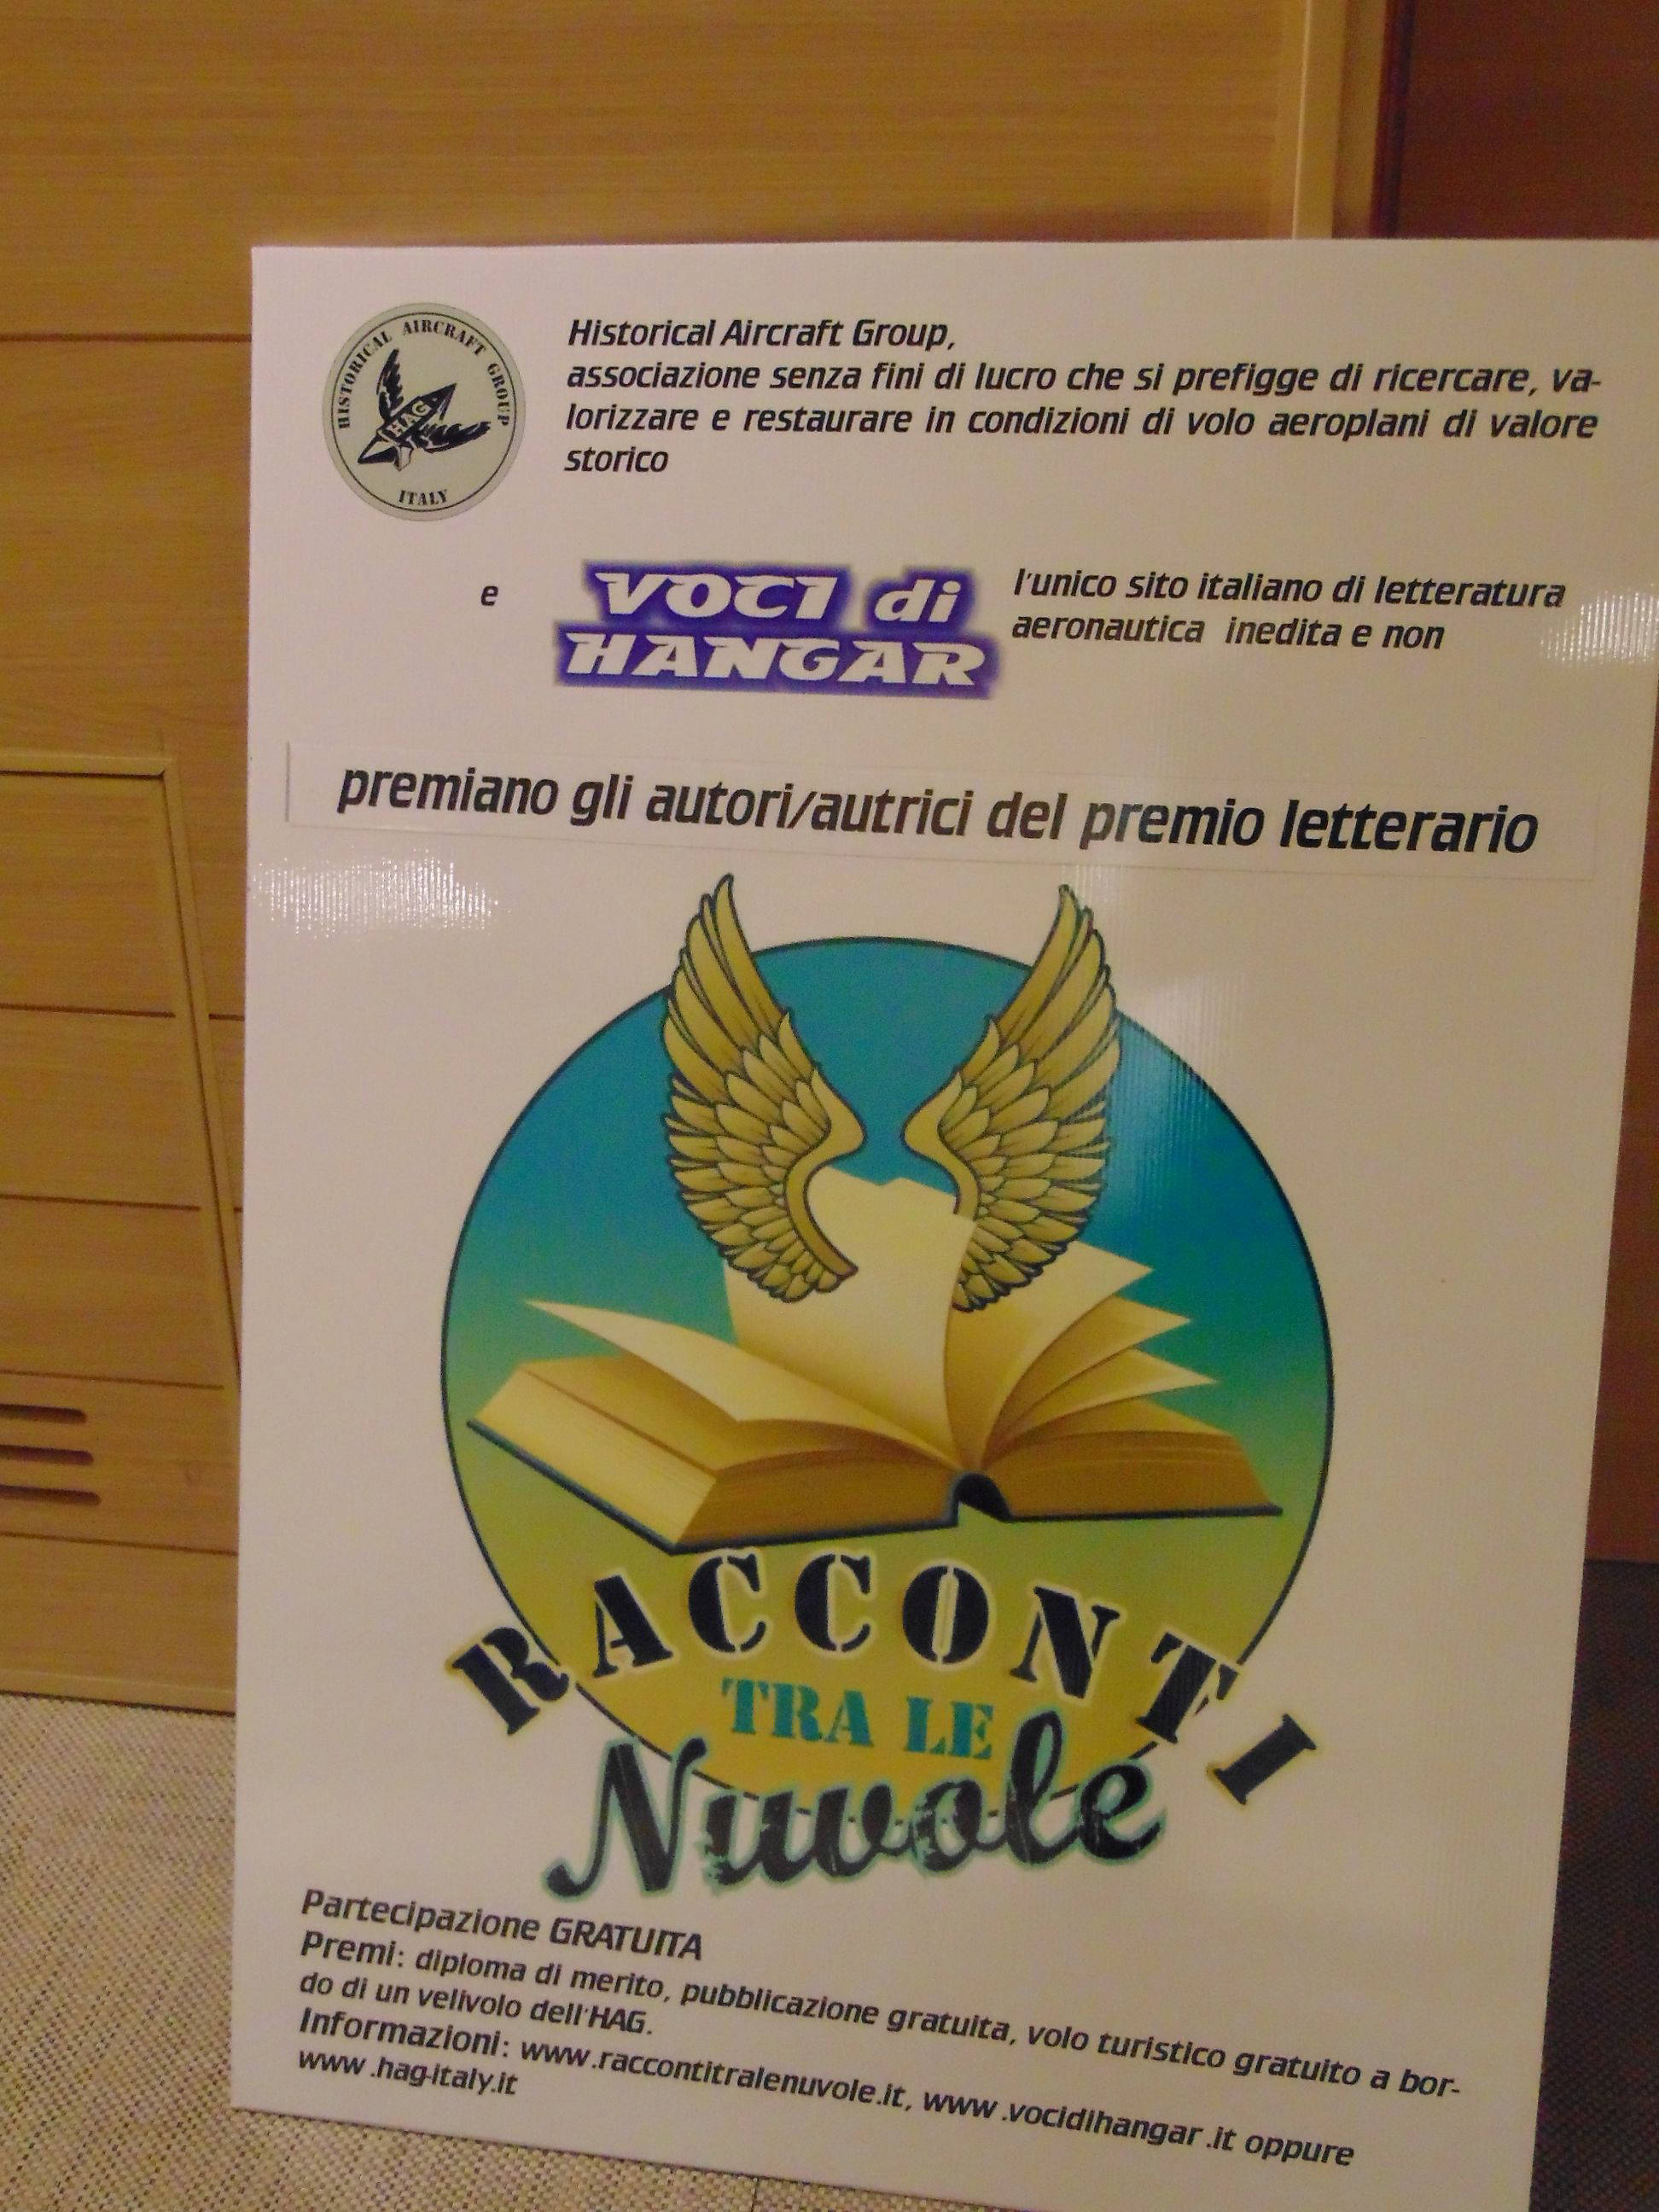 HISTORICAL AIRCRAFT GROUP
HAG
ITALY
Historical Aircraft Group,
associazione senza fini di lucro che si prefigge di ricercare, va-
lorizzare e restaurare in condizioni di volo aeroplani di valore
storico
e
VOCI di
HANGAR
l'unico sito italiano di letteratura
aeronautica inedita e non
premiano gli autori/autrici del premio letterario
RACCONTI
TRA LE
Nuvole
Partecipazione GRATUITA
Premi: diploma di merito, pubblicazione gratuita, volo turistico gratuito a bor-
do di un velivolo dell'HAG.
Informazioni: www.raccontitralenuvole.it, www.vocidihangar.it oppure
www.hag-italy.it